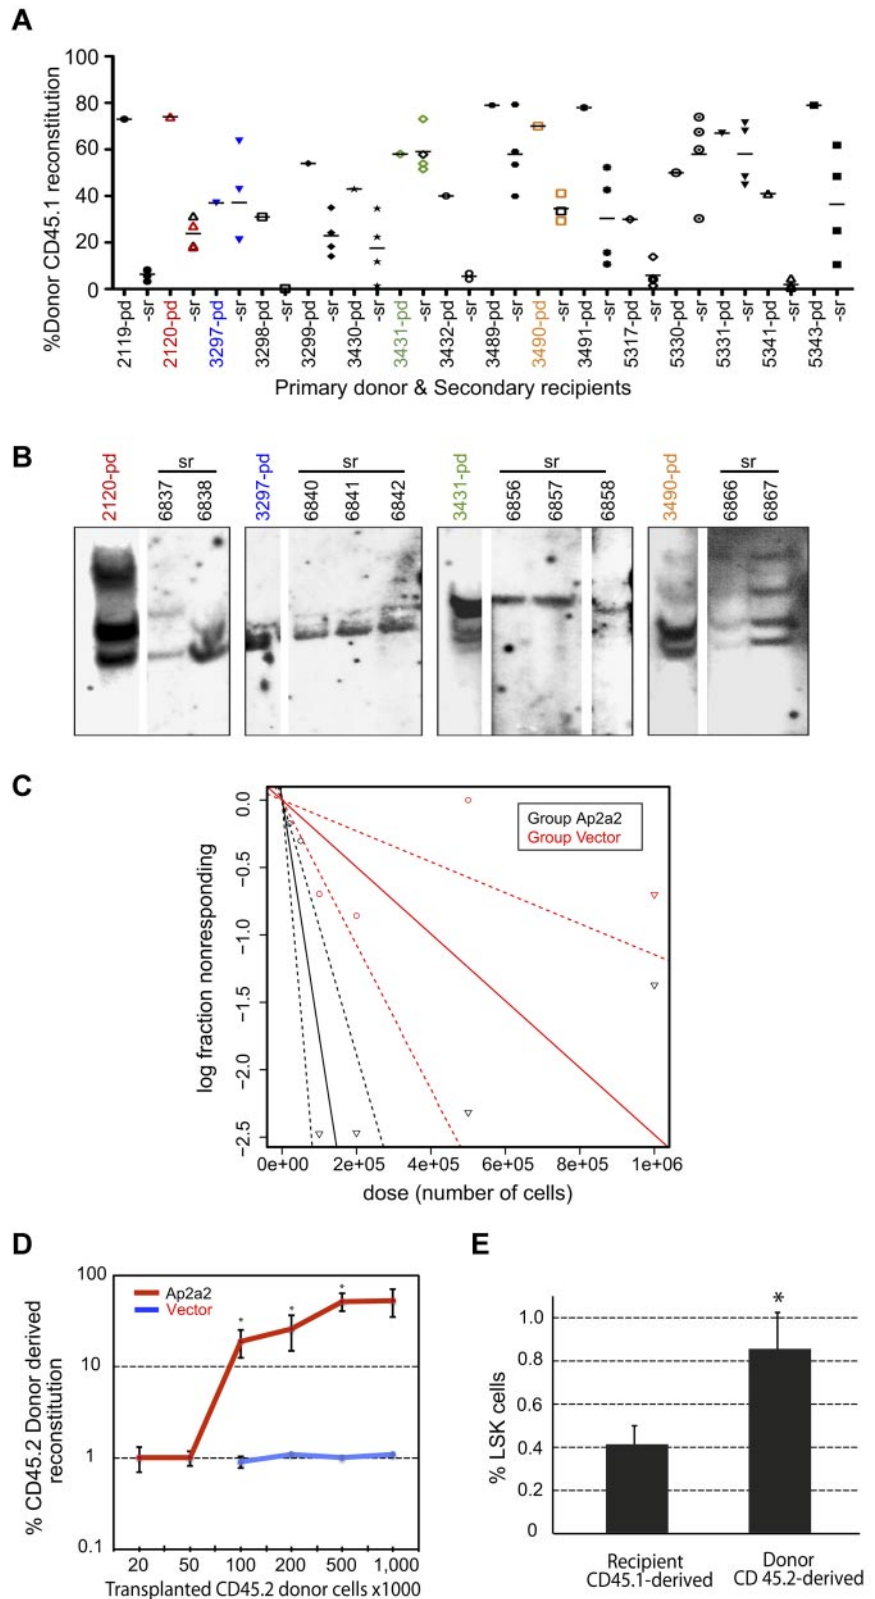 A
%Donor CD45.1 reconstitution
100
80
60
40
20
0
2119-pd
-sr
2120-pd
-sr
3297-pd
-sr
3298-pd
-sr
3299-pd
-sr
3430-pd
-sr
3431-pd
-sr
3432-pd
-sr
3489-pd
-sr
3490-pd
-sr
3491-pd
-sr
5317-pd
-sr
5330-pd
-sr
5331-pd
-sr
5341-pd
-sr
5343-pd
-sr
Primary donor & Secondary recipients
B
2120-pd
sr
6837
6838
3297-pd
sr
6840
6841
6842
3431-pd
sr
6856
6857
6858
3490-pd
sr
6866
6867
C
log fraction nonresponding
0.0
−0.5
−1.0
−1.5
−2.0
−2.5
Group Ap2a2
Group Vector
0e+00 2e+05 4e+05 6e+05 8e+05 1e+06
dose (number of cells)
D
% CD45.2 Donor derived
reconstitution
100
10
1
0.1
Ap2a2
Vector
* * *
20 50 100 200 500 1,000
Transplanted CD45.2 donor cells x1000
E
% LSK cells
1.0
0.8
0.6
0.4
0.2
0
*
Recipient
CD45.1-derived
Donor
CD 45.2-derived